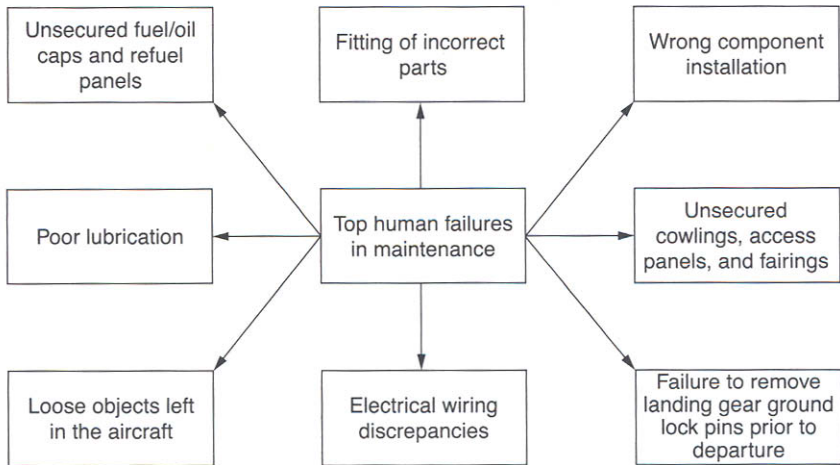 Unsecured fuel/oil
caps and refuel
panels
Fitting of incorrect
parts
Wrong component
installation
Poor lubrication
Top human failures
in maintenance
Unsecured
cowlings, access
panels, and fairings
Loose objects left
in the aircraft
Electrical wiring
discrepancies
Failure to remove
landing gear ground
lock pins prior to
departure